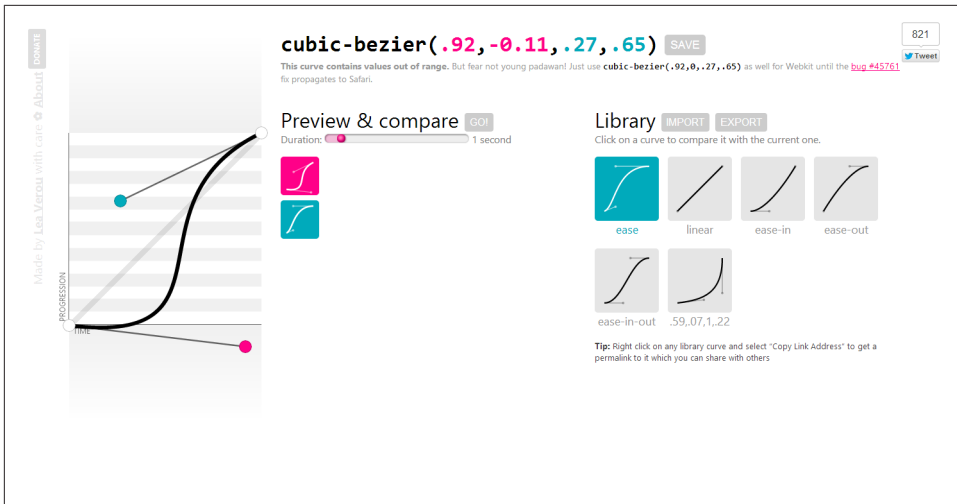 cubic-bezier(.92,-0.11,.27,.65) SAVE
This curve contains values out of range. But fear not young padawan! Just use cubic-bezier(.92,0,.27,.65) as well for Webkit until the bug #45761
fix propagates to Safari.
821
Tweet
Made by Lea Verou with care ✿ About DONATE
PROGRESSION
TIME
Preview & compare GO!
Duration: 1 second
Library IMPORT EXPORT
Click on a curve to compare it with the current one.
ease linear ease-in ease-out
ease-in-out .59,.07,1,.22
Tip: Right click on any library curve and select "Copy Link Address" to get a
permalink to it which you can share with others